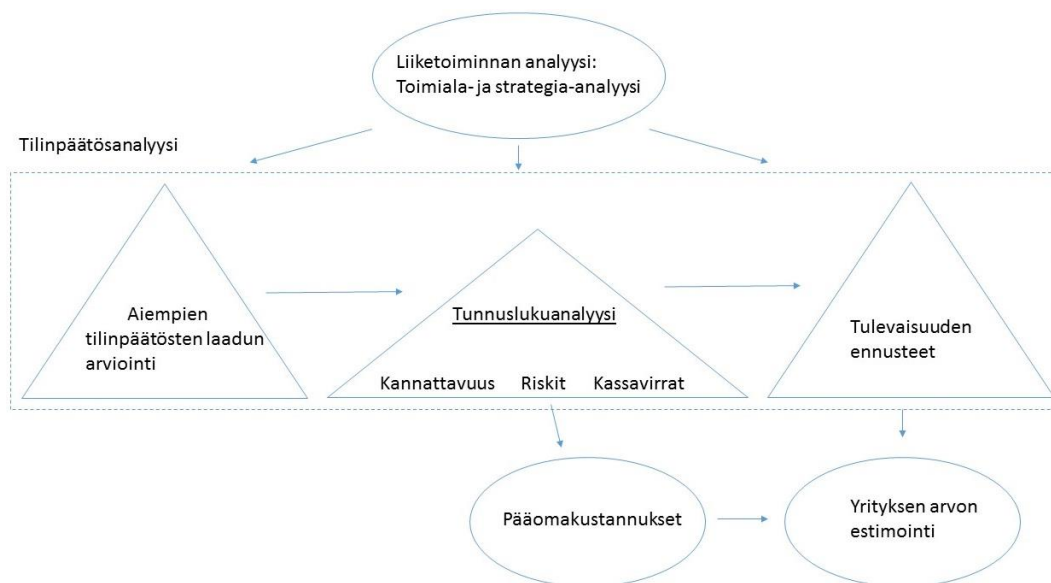 Liiketoiminnan analyysi:
Toimiala- ja strategia-analyysi
Tilinpäätösanalyysi
Aiempien
tilinpäätösten laadun
arviointi
Tunnuslukuanalyysi
Kannattavuus Riskit Kassavirrat
Tulevaisuuden
ennusteet
Pääomakustannukset
Yrityksen arvon
estimointi